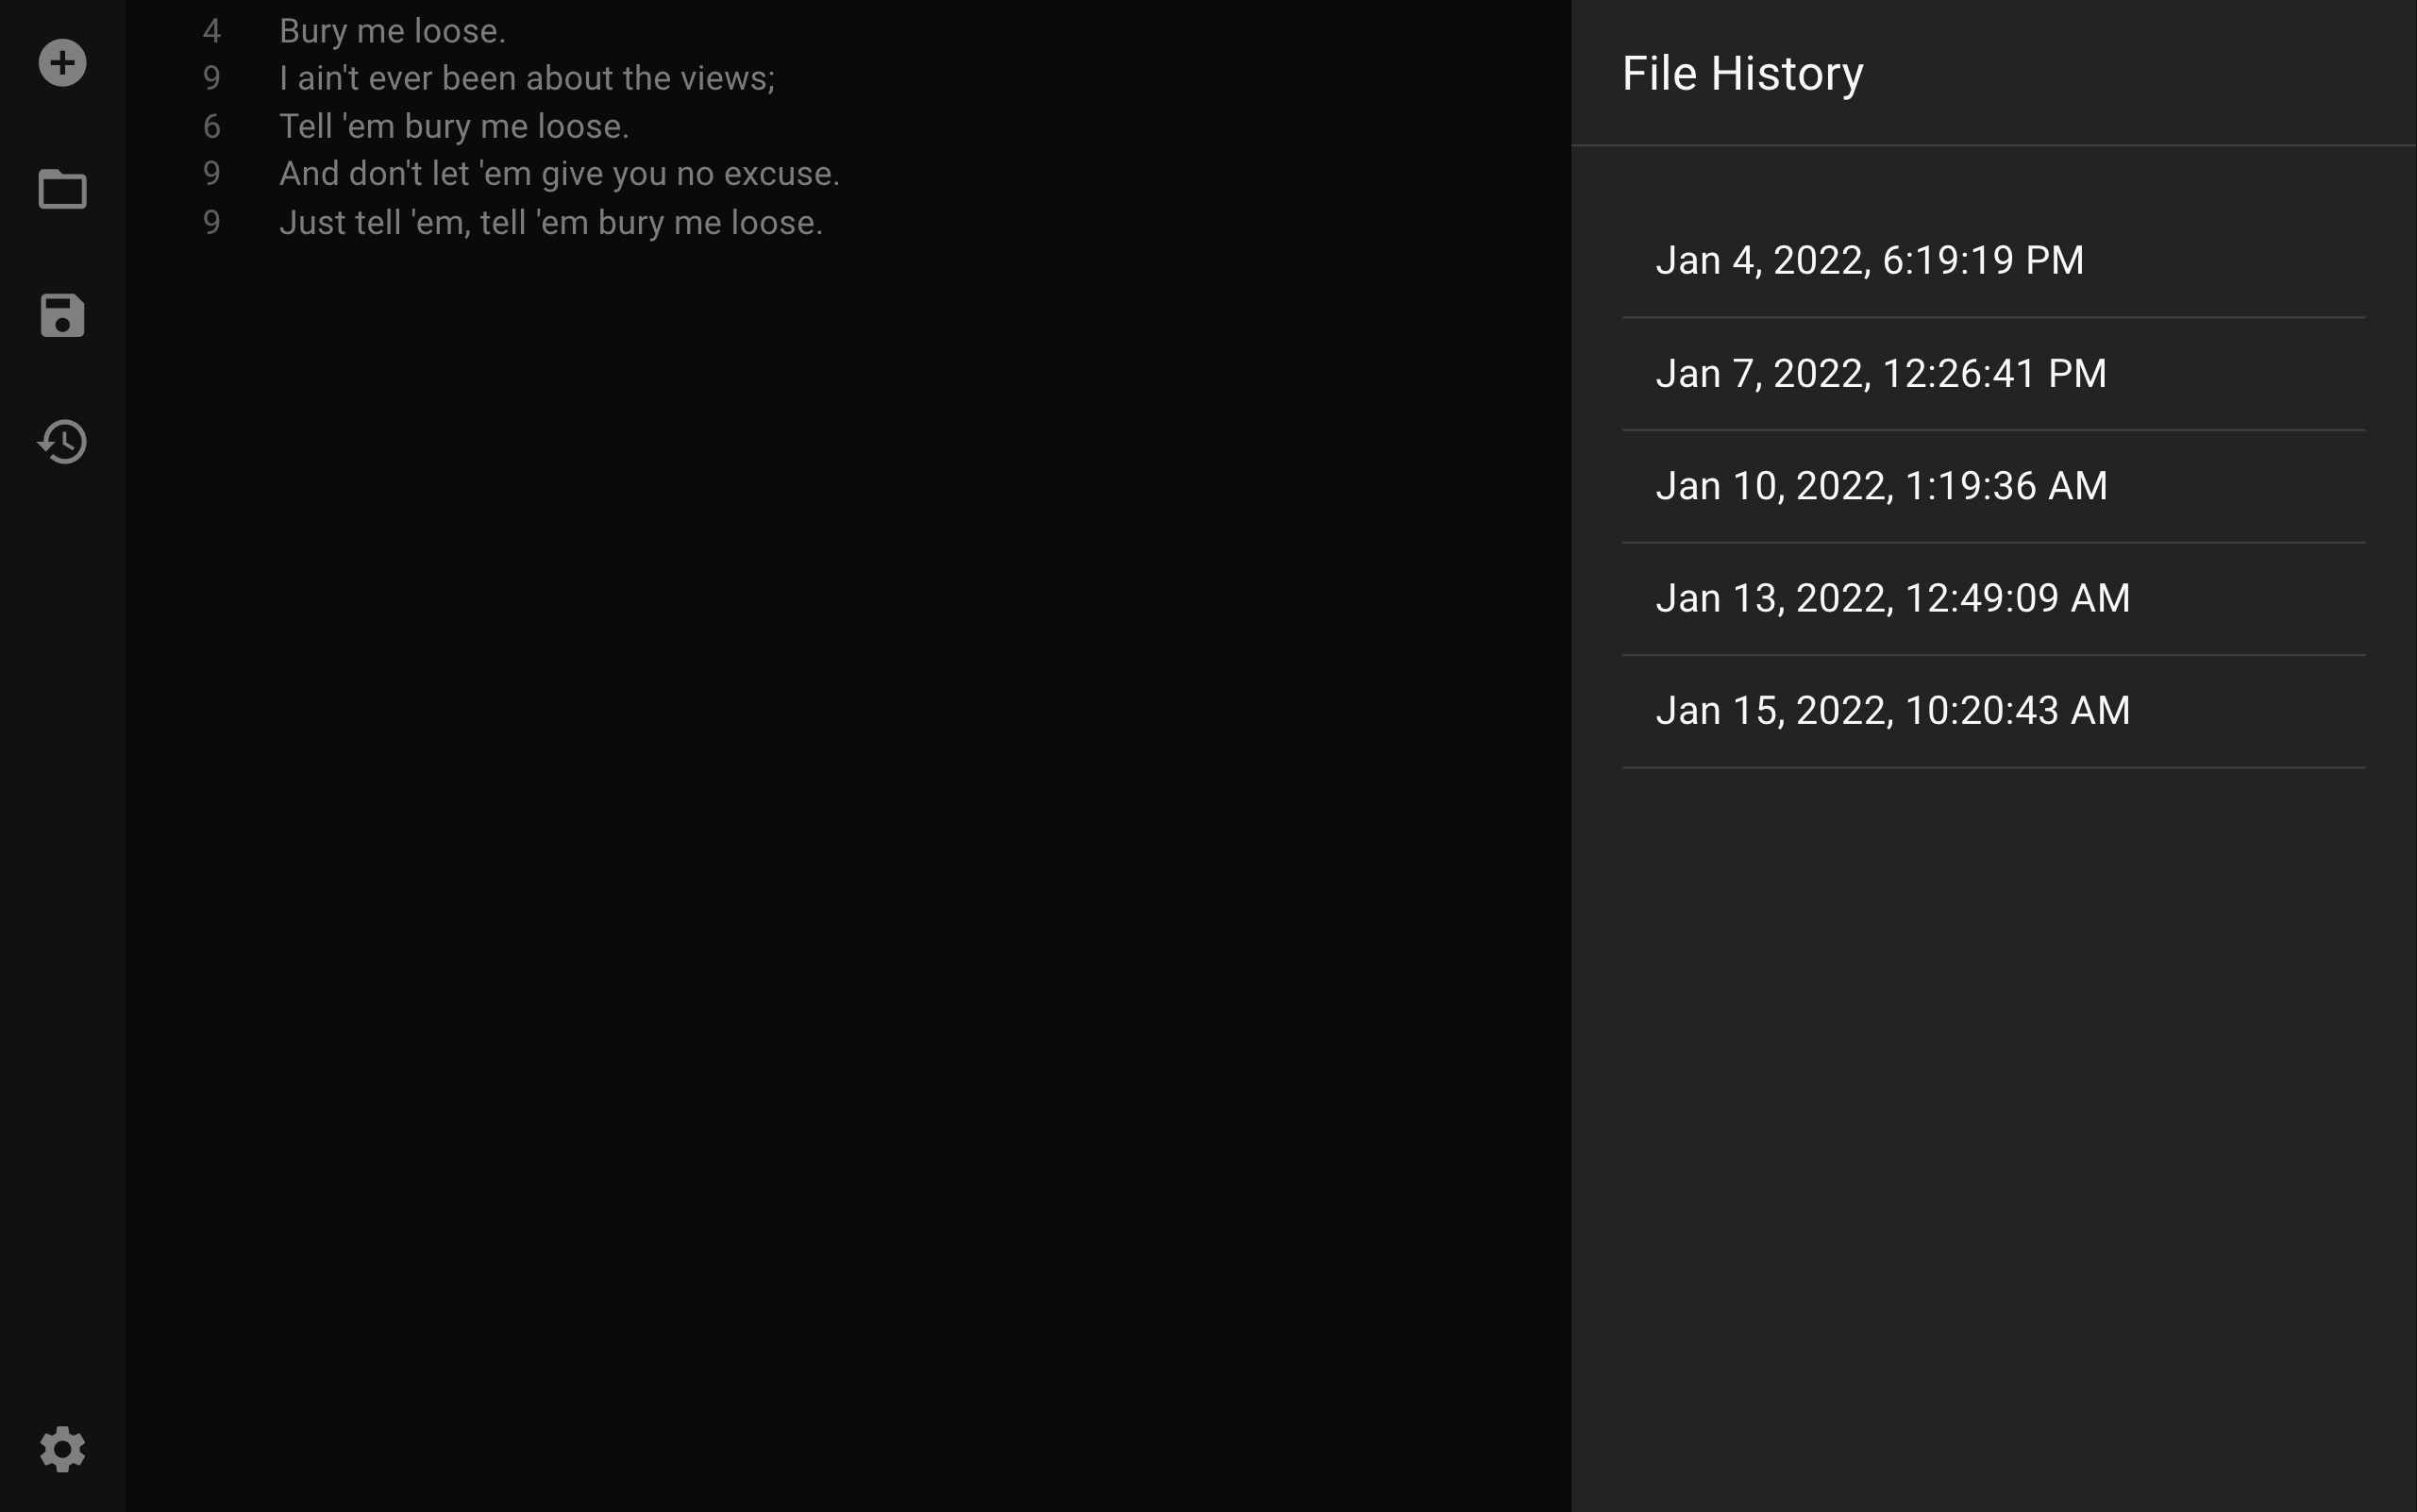 4 Bury me loose.
9 I ain't ever been about the views;
6 Tell 'em bury me loose.
9 And don't let 'em give you no excuse.
9 Just tell 'em, tell 'em bury me loose.
File History
Jan 4, 2022, 6:19:19 PM
Jan 7, 2022, 12:26:41 PM
Jan 10, 2022, 1:19:36 AM
Jan 13, 2022, 12:49:09 AM
Jan 15, 2022, 10:20:43 AM